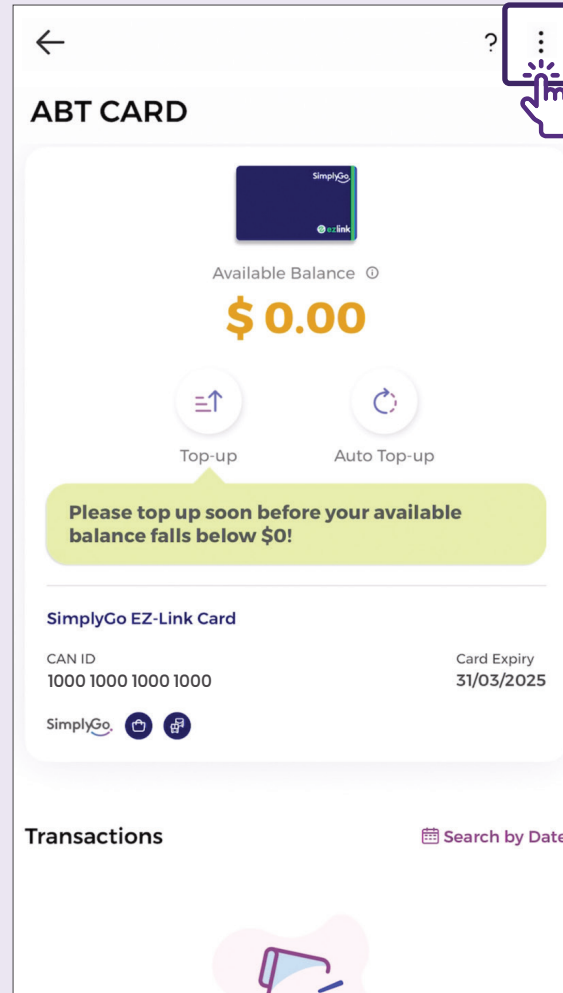 ?
ABT CARD
SimplyGo
ezlink
Available Balance
$ 0.00
Top-up
Auto Top-up
Please top up soon before your available
balance falls below $0!
SimplyGo EZ-Link Card
CAN ID
Card Expiry
1000 1000 1000 1000
31/03/2025
SimplyGo
Transactions
Search by Date